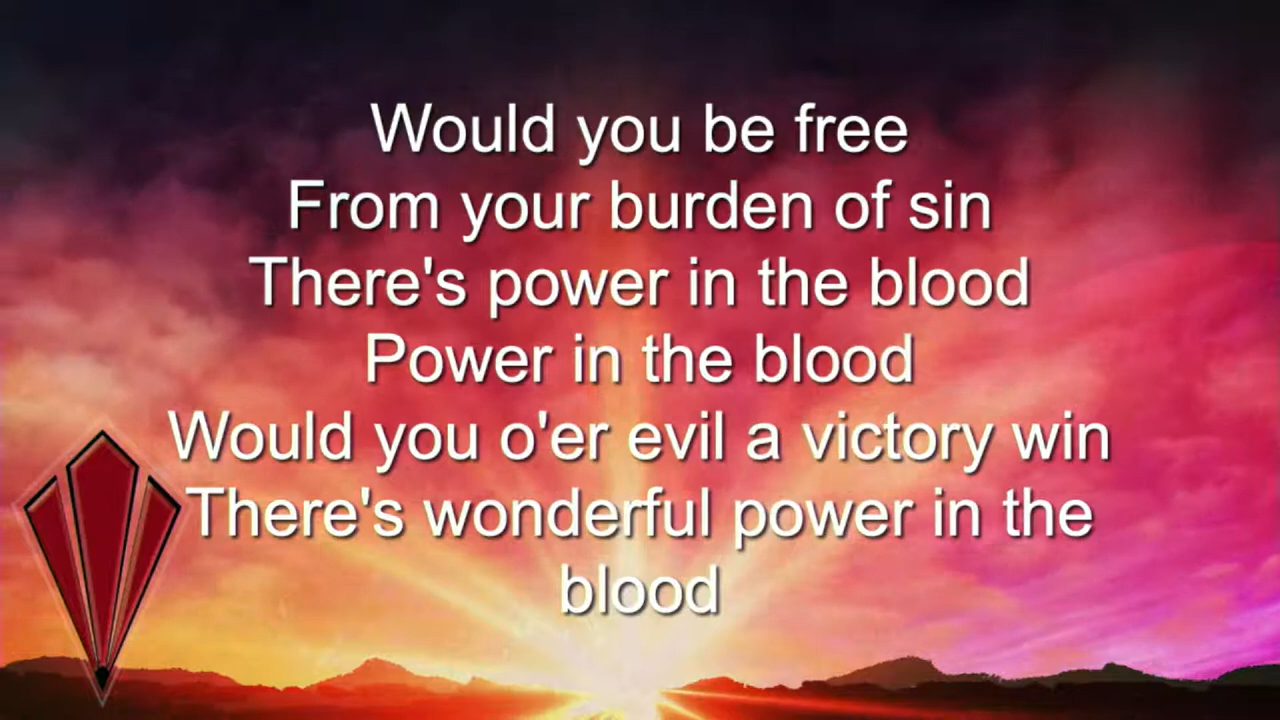 Would you be free
From your burden of sin
There's power in the blood
Power in the blood
Would you o'er evil a victory win
There's wonderful power in the
blood